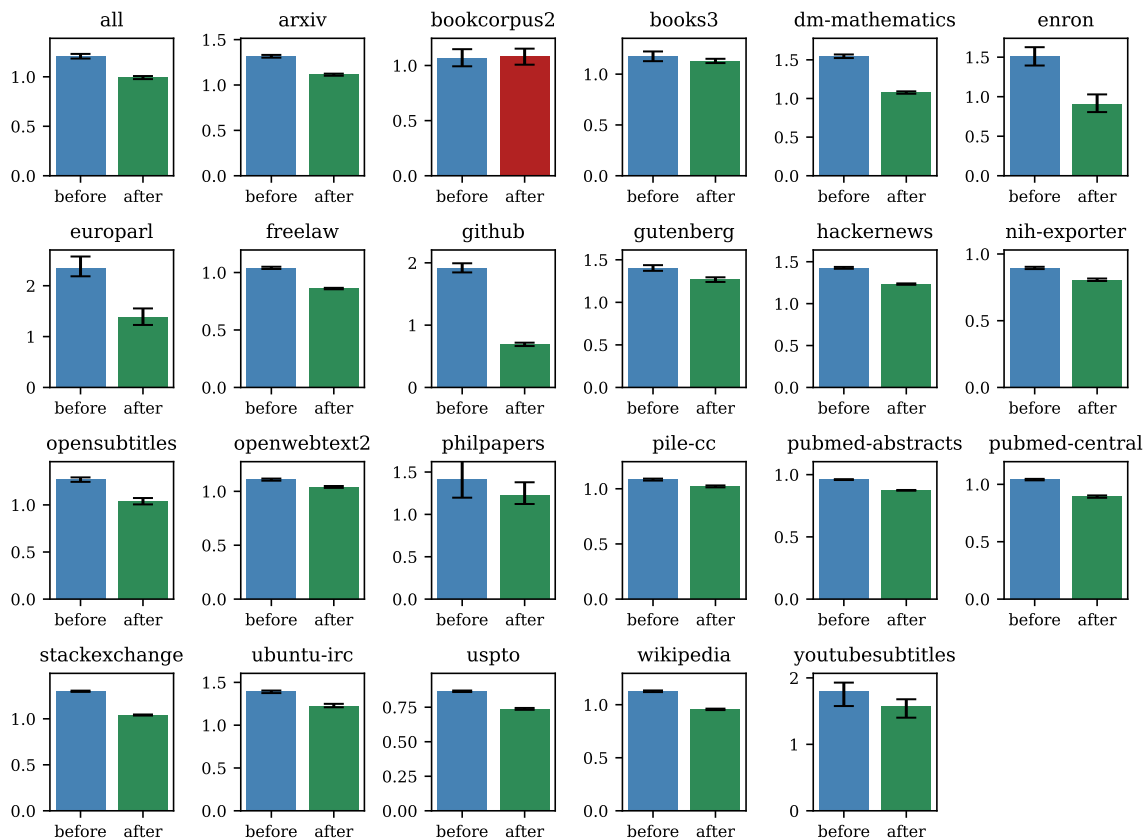 all arxiv bookcorpus2 books3 dm-mathematics enron
1.0 0.5 0.0 1.5 1.0 0.5 0.0 1.0 0.5 0.0 1.0 0.5 0.0 1.5 1.0 0.5 0.0 1.5 1.0 0.5 0.0
before after before after before after before after before after before after
europarl freelaw github gutenberg hackernews nih-exporter
2 1 0 1.0 0.5 0.0 2 1 0 1.5 1.0 0.5 0.0 1.5 1.0 0.5 0.0 1.0 0.5 0.0
before after before after before after before after before after before after
opensubtitles openwebtext2 philpapers pile-cc pubmed-abstracts pubmed-central
1.0 0.5 0.0 1.0 0.5 0.0 1.5 1.0 0.5 0.0 1.0 0.5 0.0 1.0 0.5 0.0 1.0 0.5 0.0
before after before after before after before after before after before after
stackexchange ubuntu-irc uspto wikipedia youtubesubtitles
1.0 0.5 0.0 1.5 1.0 0.5 0.0 0.75 0.50 0.25 0.00 1.0 0.5 0.0 2 1 0
before after before after before after before after before after